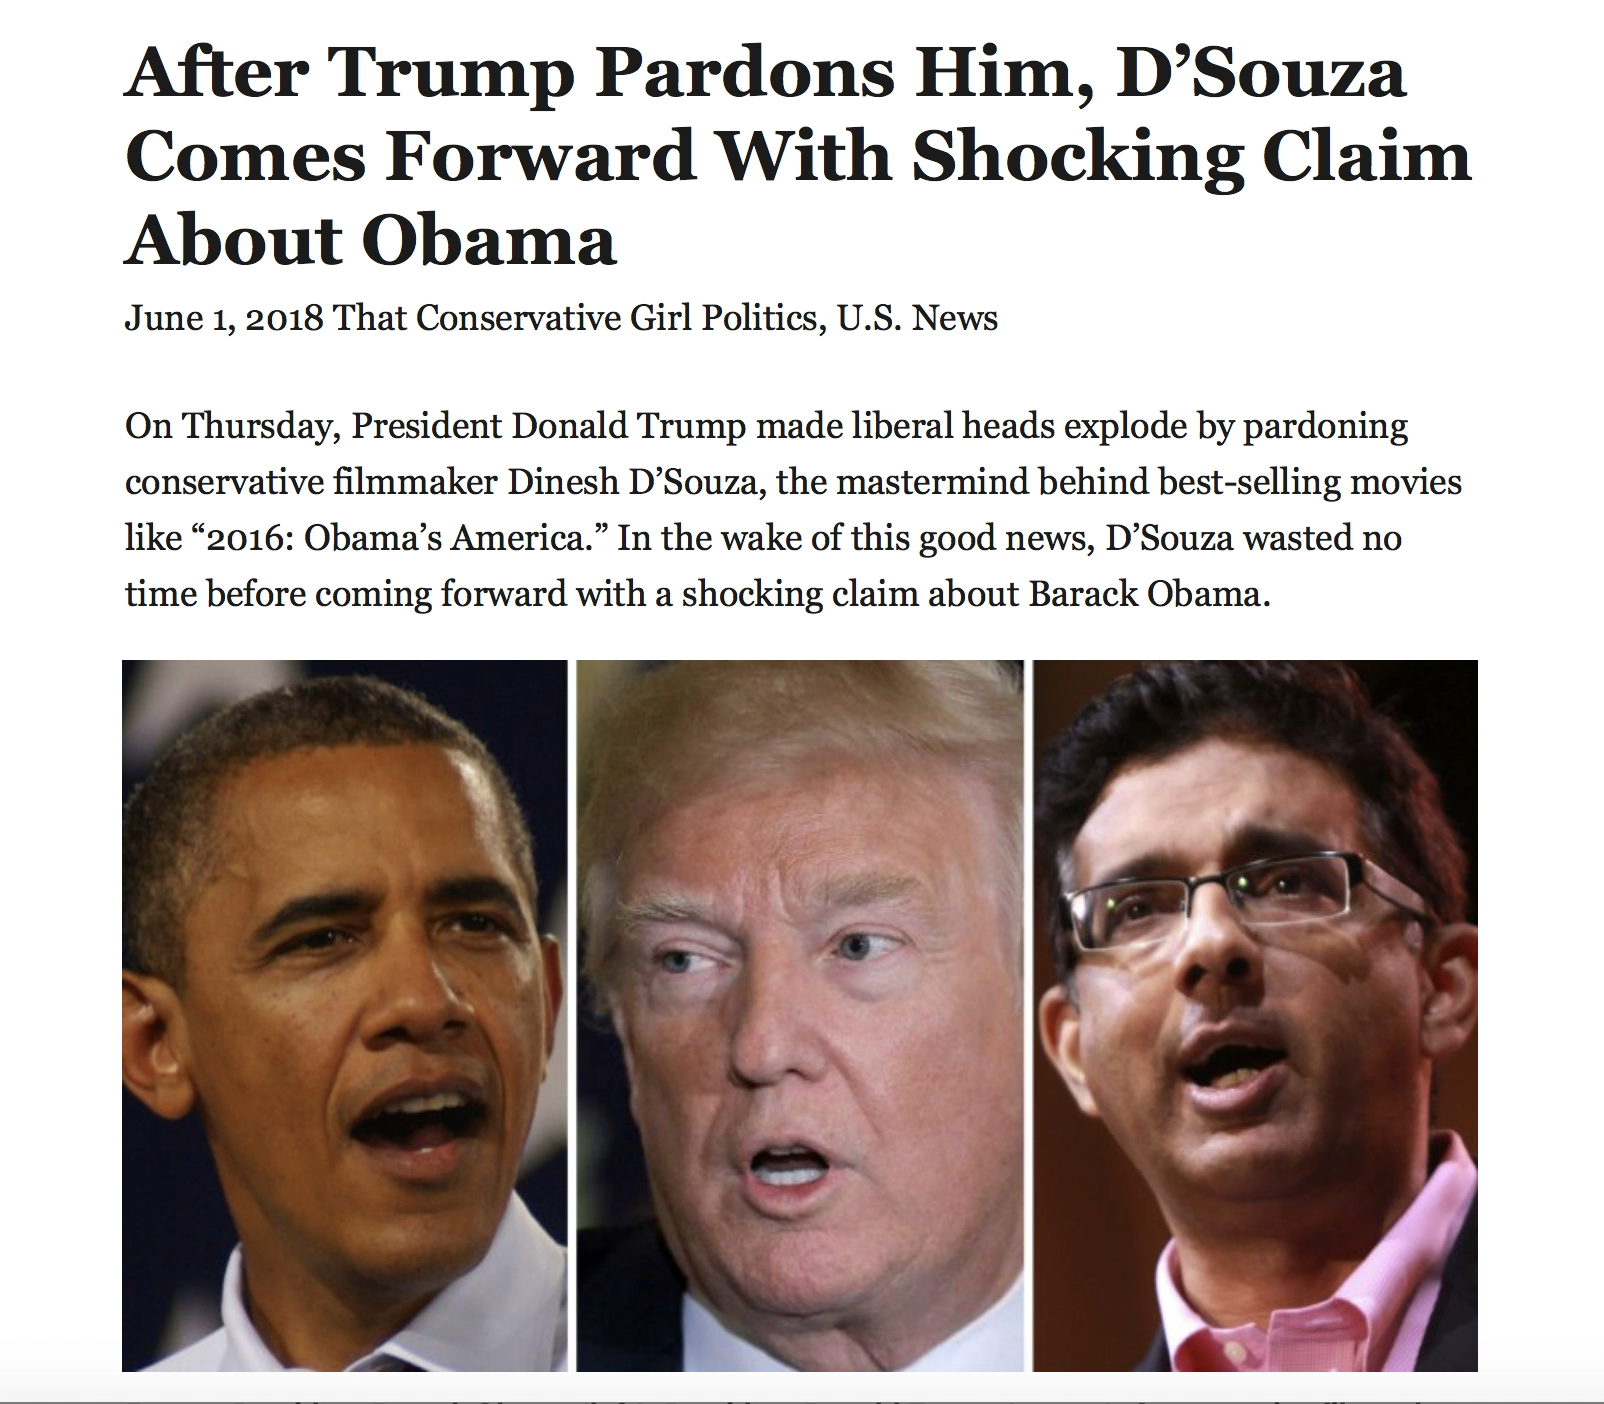 After Trump Pardons Him, D’Souza
Comes Forward With Shocking Claim
About Obama
June 1, 2018 That Conservative Girl Politics, U.S. News
On Thursday, President Donald Trump made liberal heads explode by pardoning
conservative filmmaker Dinesh D’Souza, the mastermind behind best-selling movies
like “2016: Obama’s America.” In the wake of this good news, D’Souza wasted no
time before coming forward with a shocking claim about Barack Obama.